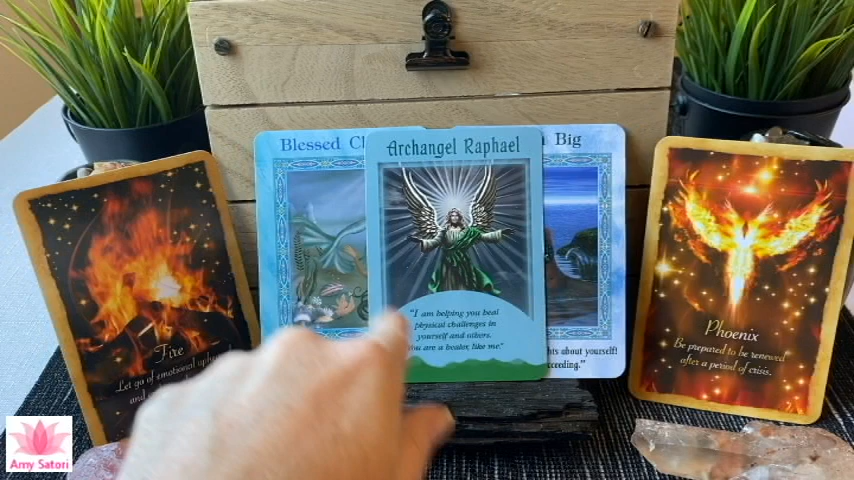 Blessed
Archangel Raphael
Big
"I am helping you heal
physical challenges in
yourself and others.
You are a healer, like me."
about yourself!
Fire
Let go of emotional
Phoenix
Be prepared to be renewed
after a period of crisis.
Amy Satori